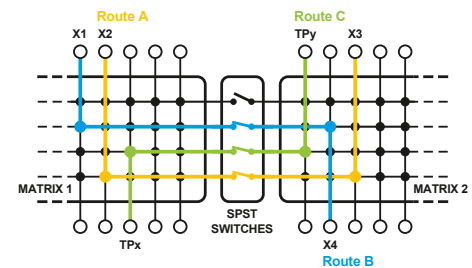 Route A
Route C
X1 X2
TPy
X3
MATRIX 1
MATRIX 2
SPST
SWITCHES
TPx
X4
Route B